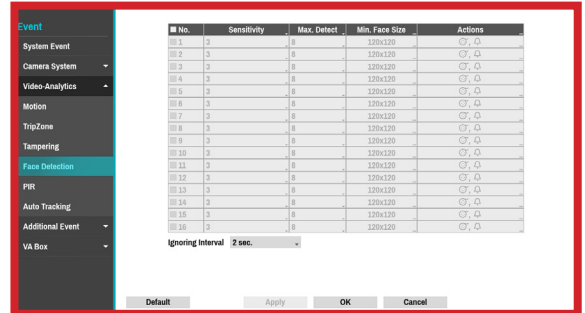 Event
System Event
Camera System
Video-Analytics
Motion
TripZone
Tampering
Face Detection
PIR
Auto Tracking
Additional Event
VA Box
No. Sensitivity Max. Detect Min. Face Size Actions
1 3 8 120x120
2 3 8 120x120
3 3 8 120x120
4 3 8 120x120
5 3 8 120x120
6 3 8 120x120
7 3 8 120x120
8 3 8 120x120
9 3 8 120x120
10 3 8 120x120
11 3 8 120x120
12 3 8 120x120
13 3 8 120x120
14 3 8 120x120
15 3 8 120x120
16 3 8 120x120
Ignoring Interval 2 sec.
Default Apply OK Cancel